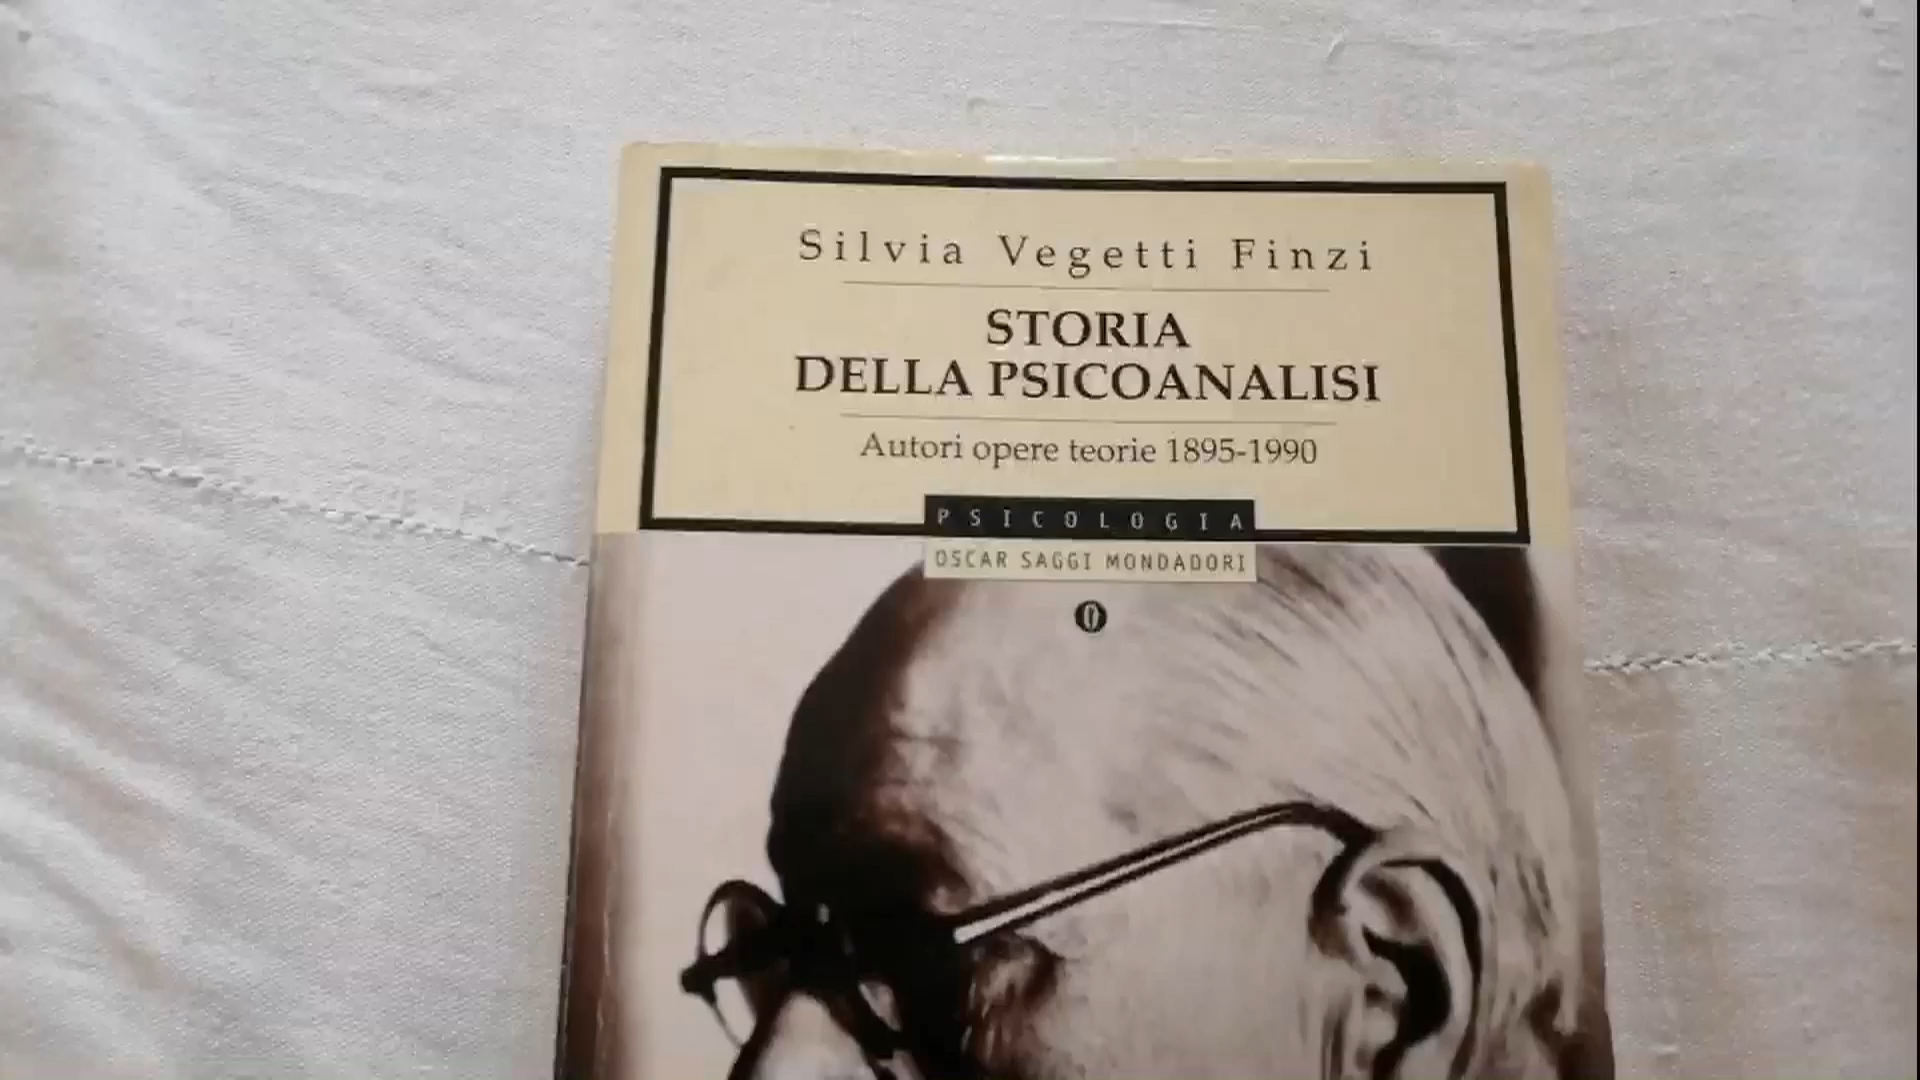 Silvia Vegetti Finzi
STORIA
DELLA PSICOANALISI
Autori opere teorie 1895-1990
PSICOLOGIA
OSCAR SAGGI MONDADORI